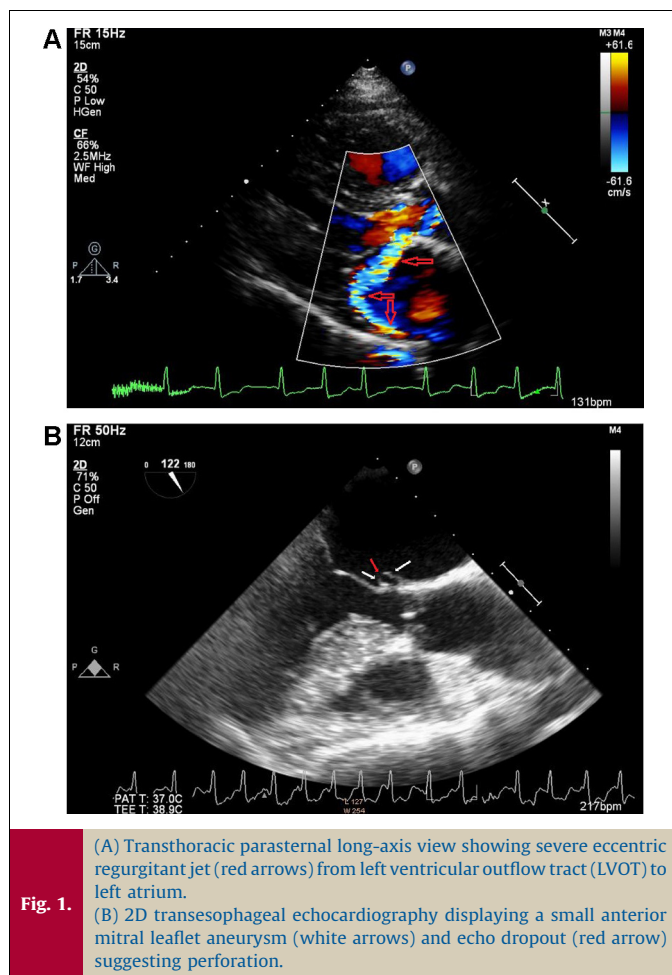 A
FR 15Hz
15cm
2D
54%
C 50
P Low
HGen
CF
66%
2.5MHz
WF High
Med
P
M3 M4
+61.6
-61.6
cm/s
x
G
P R
1.7 3.4
131bpm
B
FR 50Hz
12cm
2D
71%
C 50
P Off
Gen
0 122 180
P
M4
G
P R
PAT T: 37.0C
TEE T: 38.9C
L 127
W 254
217bpm
Fig. 1.
(A) Transthoracic parasternal long-axis view showing severe eccentric
regurgitant jet (red arrows) from left ventricular outflow tract (LVOT) to
left atrium.
(B) 2D transesophageal echocardiography displaying a small anterior
mitral leaflet aneurysm (white arrows) and echo dropout (red arrow)
suggesting perforation.